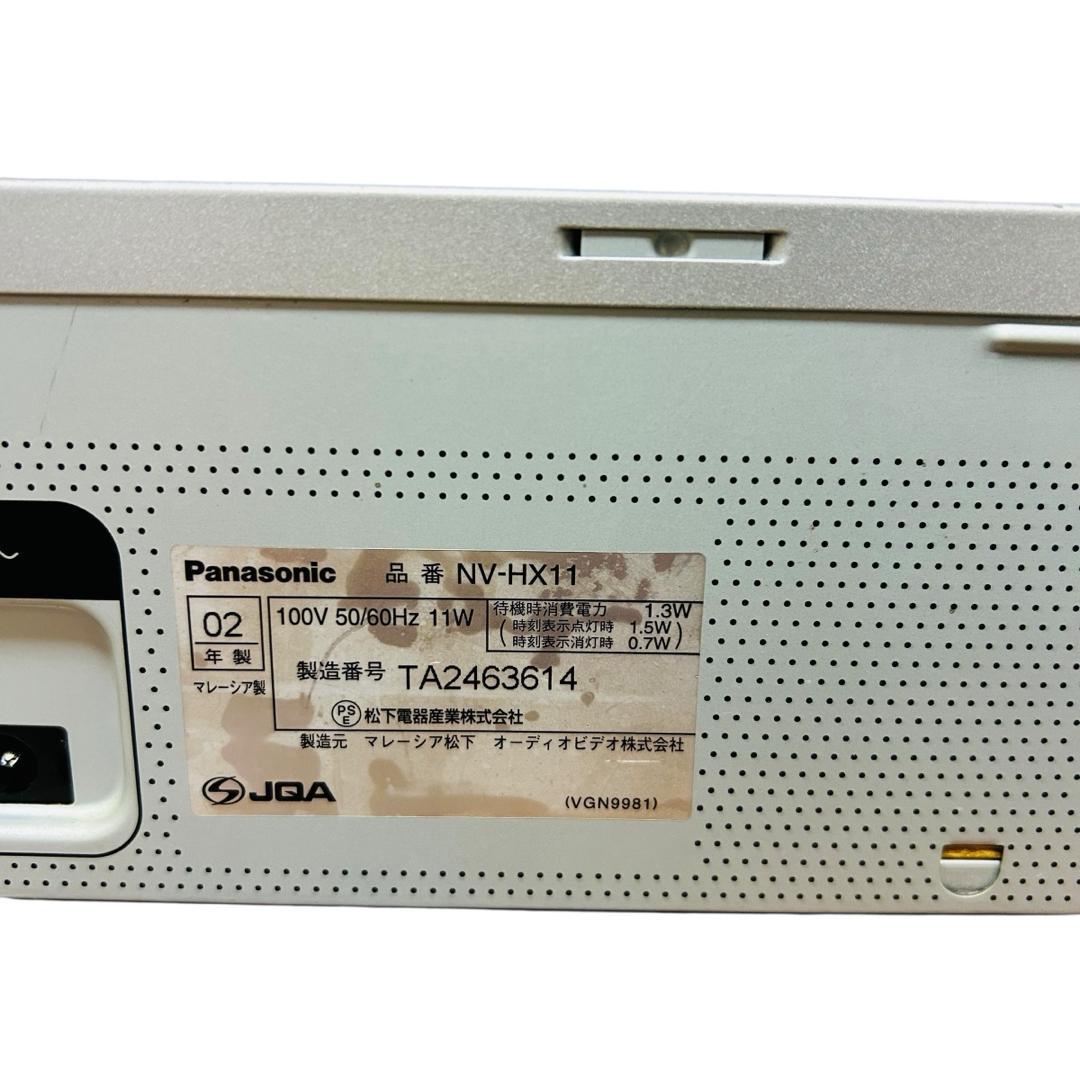 Panasonic 品番 NV-HX11
02
年製
マレーシア製
100V 50/60Hz 11W
待機時消費電力 1.3W
(時刻表示点灯時 1.5W
時刻表示消灯時 0.7W)
製造番号 TA2463614
PSE 松下電器産業株式会社
製造元 マレーシア松下 オーディオビデオ株式会社
JQA
(VGN9981)